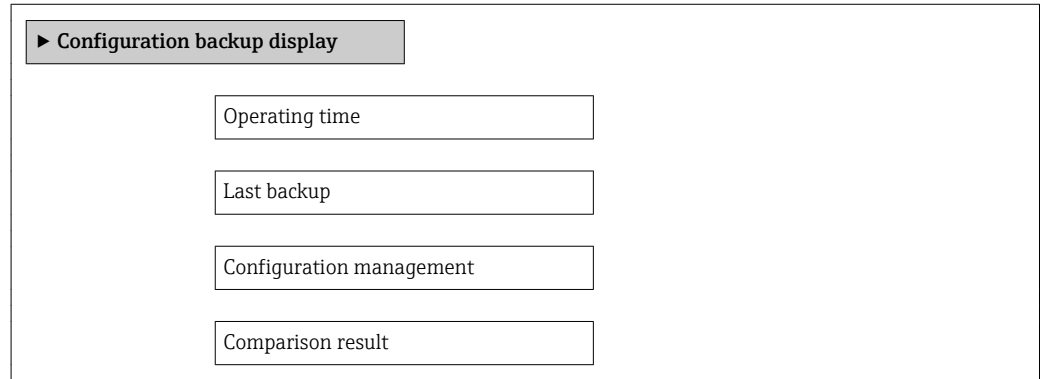 ► Configuration backup display
Operating time
Last backup
Configuration management
Comparison result